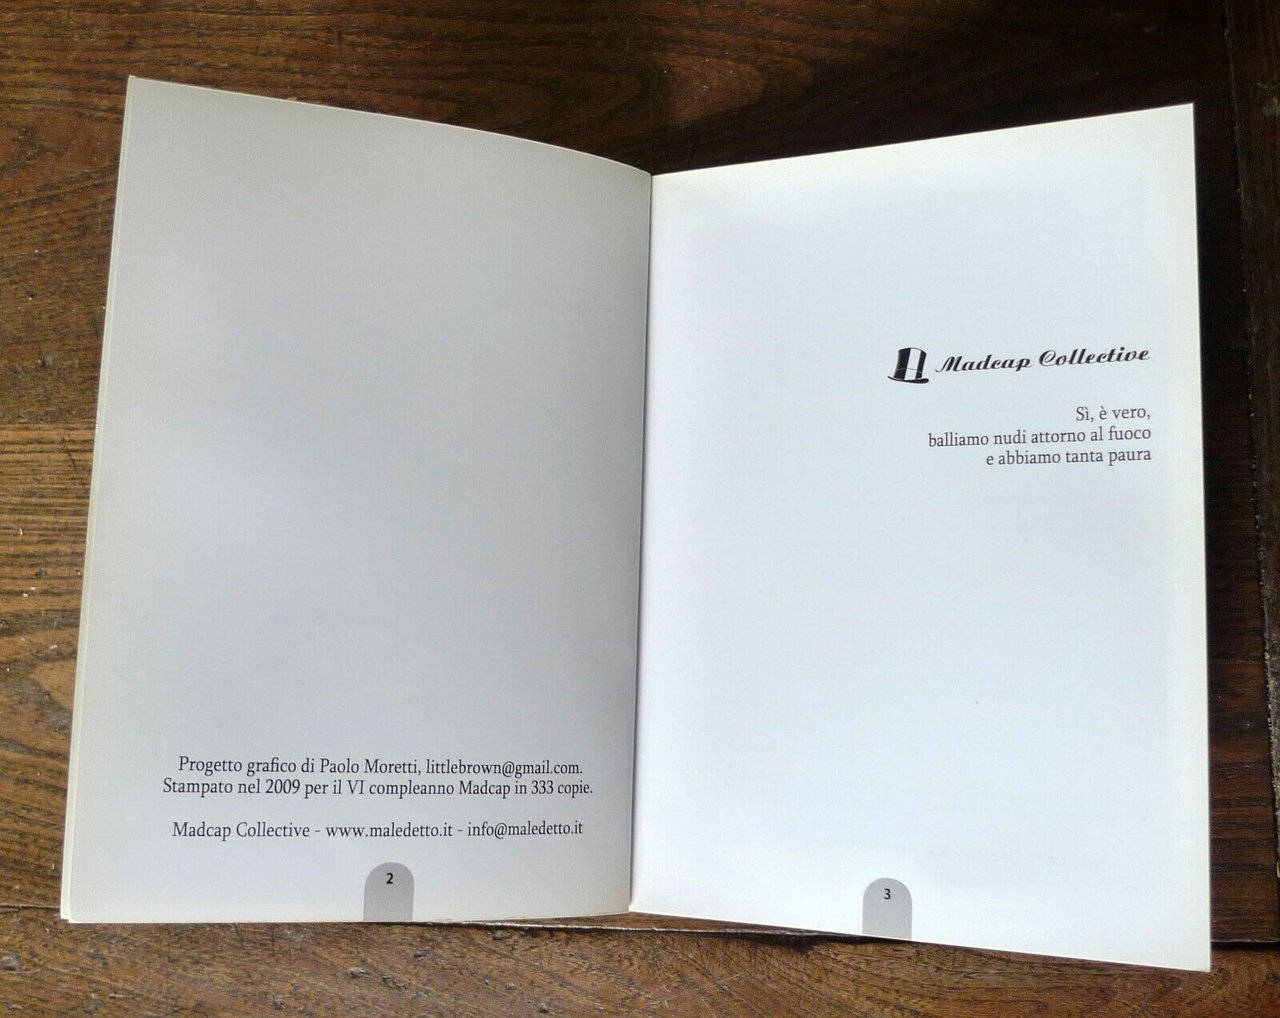 Progetto grafico di Paolo Moretti, littlebrown@gmail.com.
Stampato nel 2009 per il VI compleanno Madcap in 333 copie.
Madcap Collective - www.maledetto.it - info@maledetto.it
2
Madcap Collective
Sì, è vero,
balliamo nudi attorno al fuoco
e abbiamo tanta paura
3